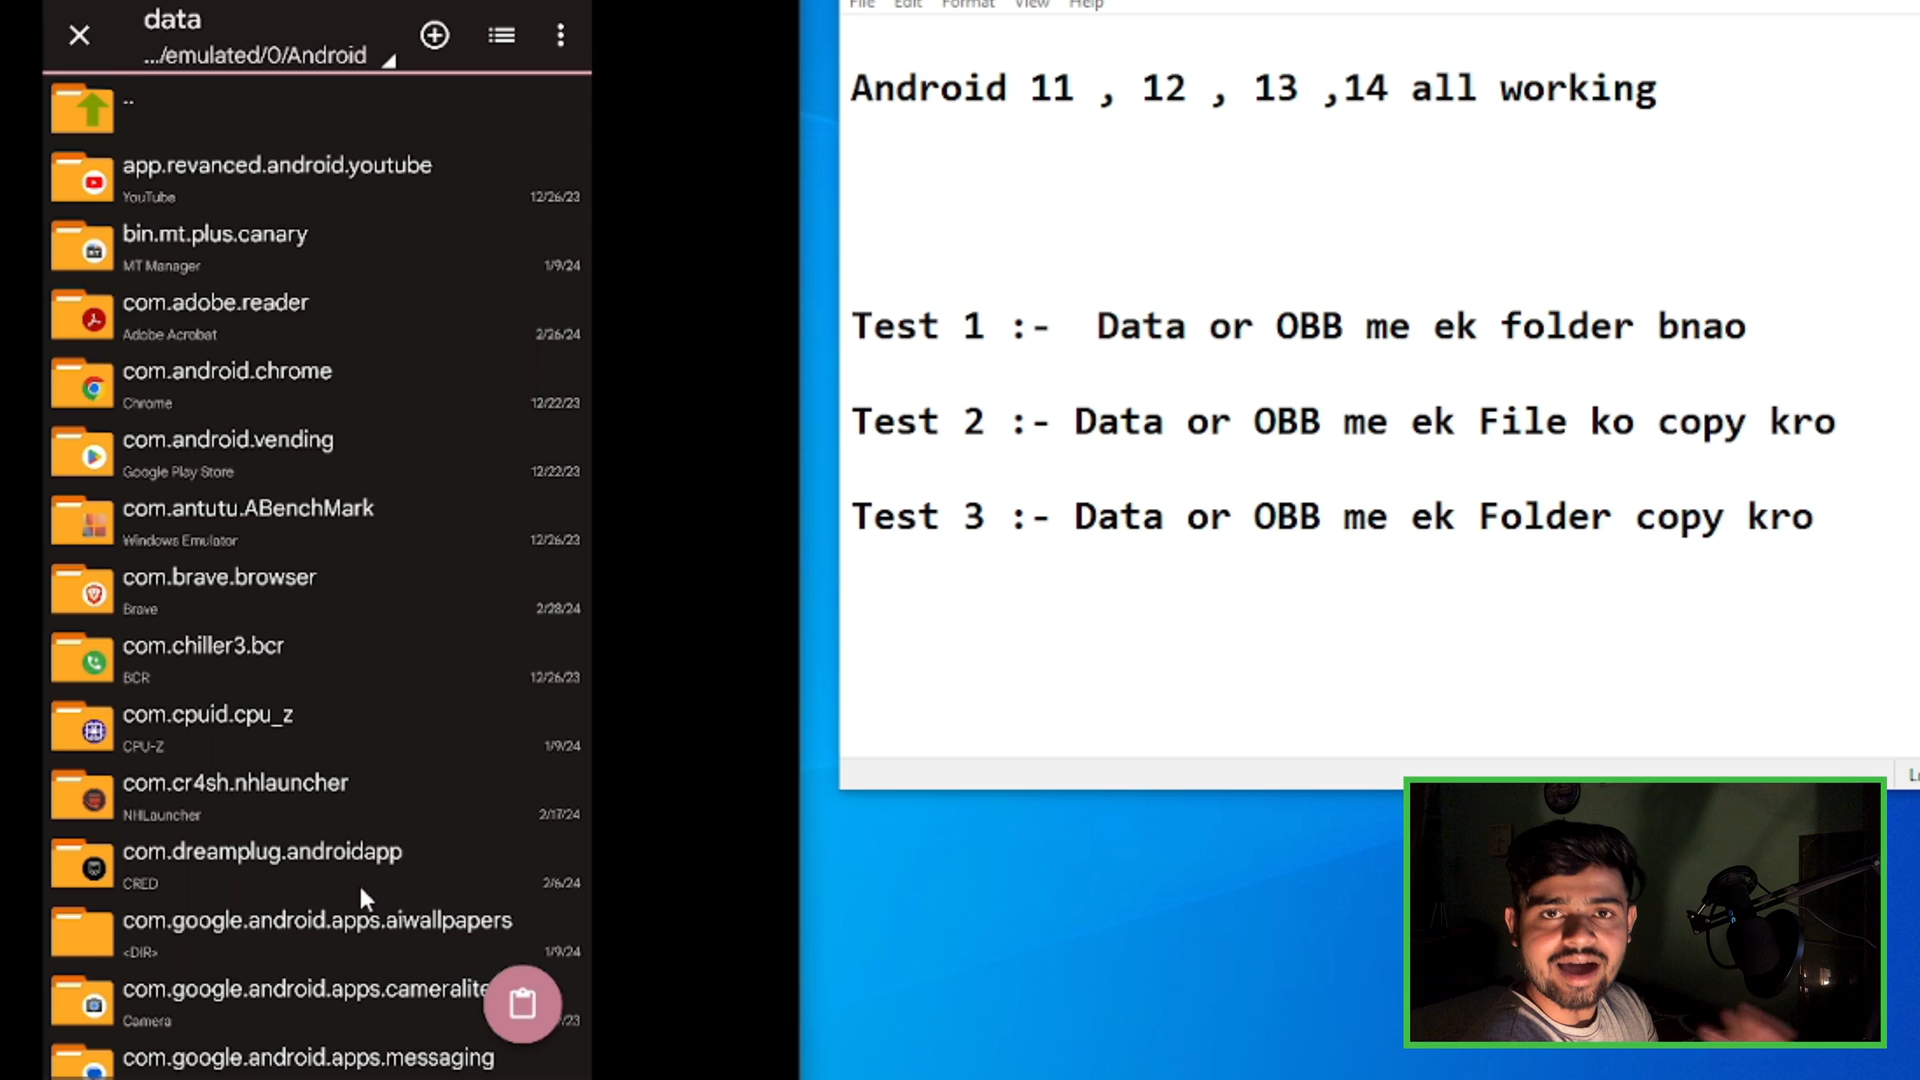 data
.../emulated/0/Android
..
app.revanced.android.youtube
YouTube 12/26/23
bin.mt.plus.canary
MT Manager 1/9/24
com.adobe.reader
Adobe Acrobat 2/26/24
com.android.chrome
Chrome 12/22/23
com.android.vending
Google Play Store 12/22/23
com.antutu.ABenchMark
Windows Emulator 12/26/23
com.brave.browser
Brave 2/28/24
com.chiller3.bcr
BCR 12/26/23
com.cpuid.cpu_z
CPU-Z 1/9/24
com.cr4sh.nhlauncher
NHLauncher 2/17/24
com.dreamplug.androidapp
CRED 2/6/24
com.google.android.apps.aiwallpapers
<DIR> 1/9/24
com.google.android.apps.cameralite
Camera /23
com.google.android.apps.messaging
File Edit Format View Help
Android 11 , 12 , 13 ,14 all working
Test 1 :- Data or OBB me ek folder bnao
Test 2 :- Data or OBB me ek File ko copy kro
Test 3 :- Data or OBB me ek Folder copy kro